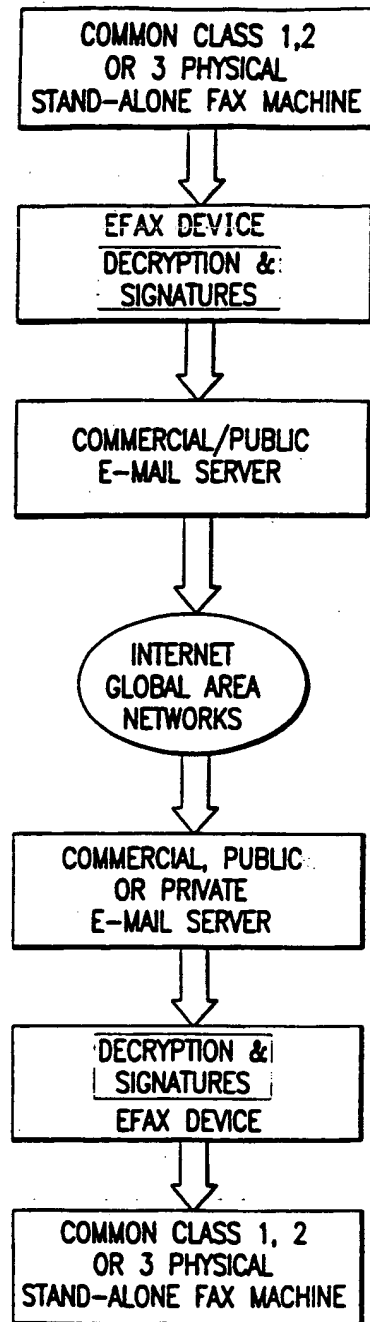 COMMON CLASS 1,2
OR 3 PHYSICAL
STAND-ALONE FAX MACHINE
EFAX DEVICE
DECRYPTION &
SIGNATURES
COMMERCIAL/PUBLIC
E-MAIL SERVER
INTERNET
GLOBAL AREA
NETWORKS
COMMERCIAL, PUBLIC
OR PRIVATE
E-MAIL SERVER
DECRYPTION &
SIGNATURES
EFAX DEVICE
COMMON CLASS 1, 2
OR 3 PHYSICAL
STAND-ALONE FAX MACHINE